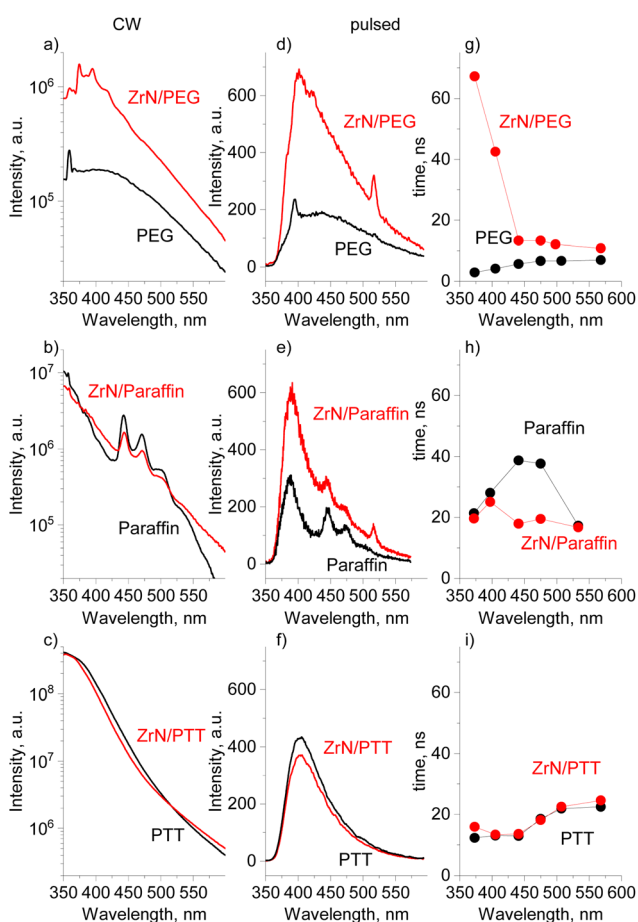 CW
pulsed
a)
Intensity, a.u.
10^6
10^5
ZrN/PEG
PEG
350 400 450 500 550
Wavelength, nm
d)
Intensity, a.u.
600
400
200
0
ZrN/PEG
PEG
350 400 450 500 550
Wavelength, nm
g)
time, ns
60
40
20
0
ZrN/PEG
PEG
350 400 450 500 550 600
Wavelength, nm
b)
Intensity, a.u.
10^7
10^6
10^5
ZrN/Paraffin
Paraffin
350 400 450 500 550
Wavelength, nm
e)
Intensity, a.u.
600
400
200
0
ZrN/Paraffin
Paraffin
350 400 450 500 550
Wavelength, nm
h)
time, ns
60
40
20
0
Paraffin
ZrN/Paraffin
350 400 450 500 550 600
Wavelength, nm
c)
Intensity, a.u.
10^8
10^7
10^6
ZrN/PTT
PTT
350 400 450 500 550
Wavelength, nm
f)
Intensity, a.u.
600
400
200
0
ZrN/PTT
PTT
350 400 450 500 550
Wavelength, nm
i)
time, ns
60
40
20
0
ZrN/PTT
PTT
350 400 450 500 550 600
Wavelength, nm